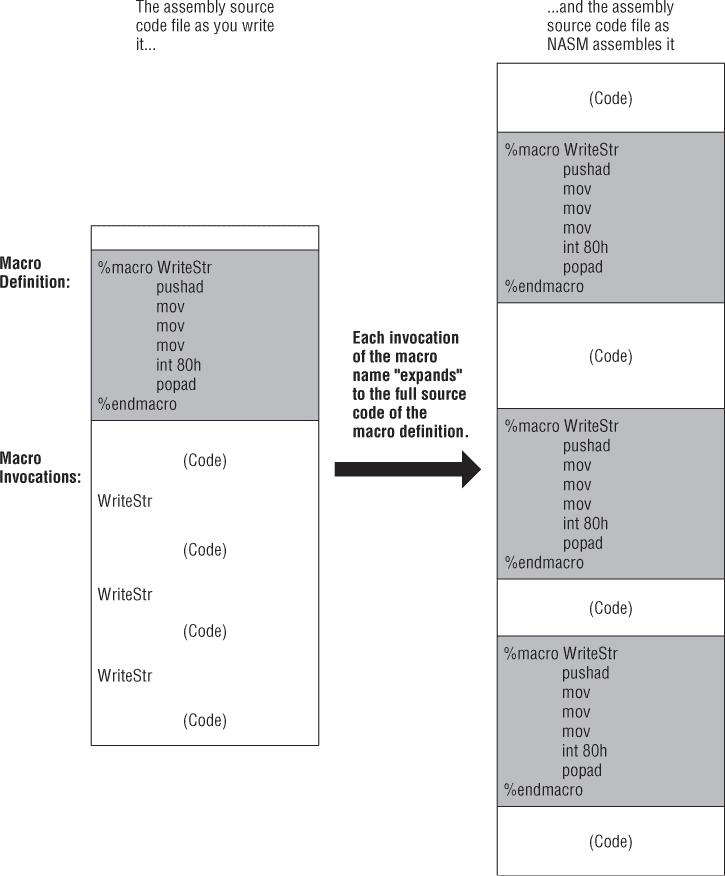 The assembly source
code file as you write
it...
...and the assembly
source code file as
NASM assembles it
Macro
Definition:
%macro WriteStr
pushad
mov
mov
mov
int 80h
popad
%endmacro
Macro
Invocations:
(Code)
WriteStr
(Code)
WriteStr
(Code)
WriteStr
(Code)
Each invocation
of the macro
name "expands"
to the full source
code of the
macro definition.
(Code)
%macro WriteStr
pushad
mov
mov
mov
int 80h
popad
%endmacro
(Code)
%macro WriteStr
pushad
mov
mov
mov
int 80h
popad
%endmacro
(Code)
%macro WriteStr
pushad
mov
mov
mov
int 80h
popad
%endmacro
(Code)